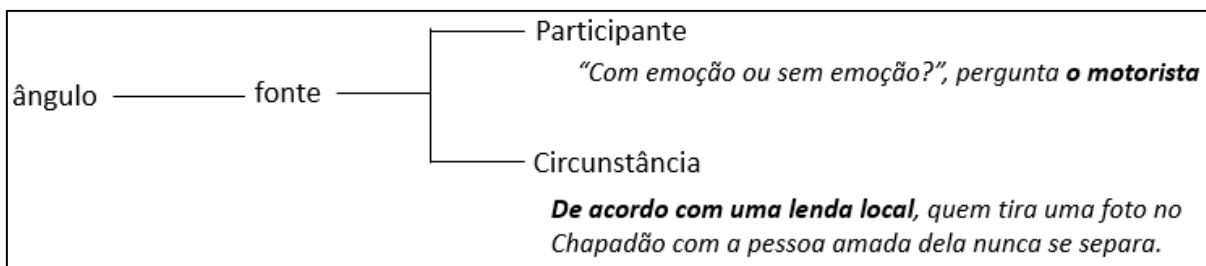 Participante
"Com emoção ou sem emoção?", pergunta o motorista
ângulo
fonte
Circunstância
De acordo com uma lenda local, quem tira uma foto no
Chapadão com a pessoa amada dela nunca se separa.